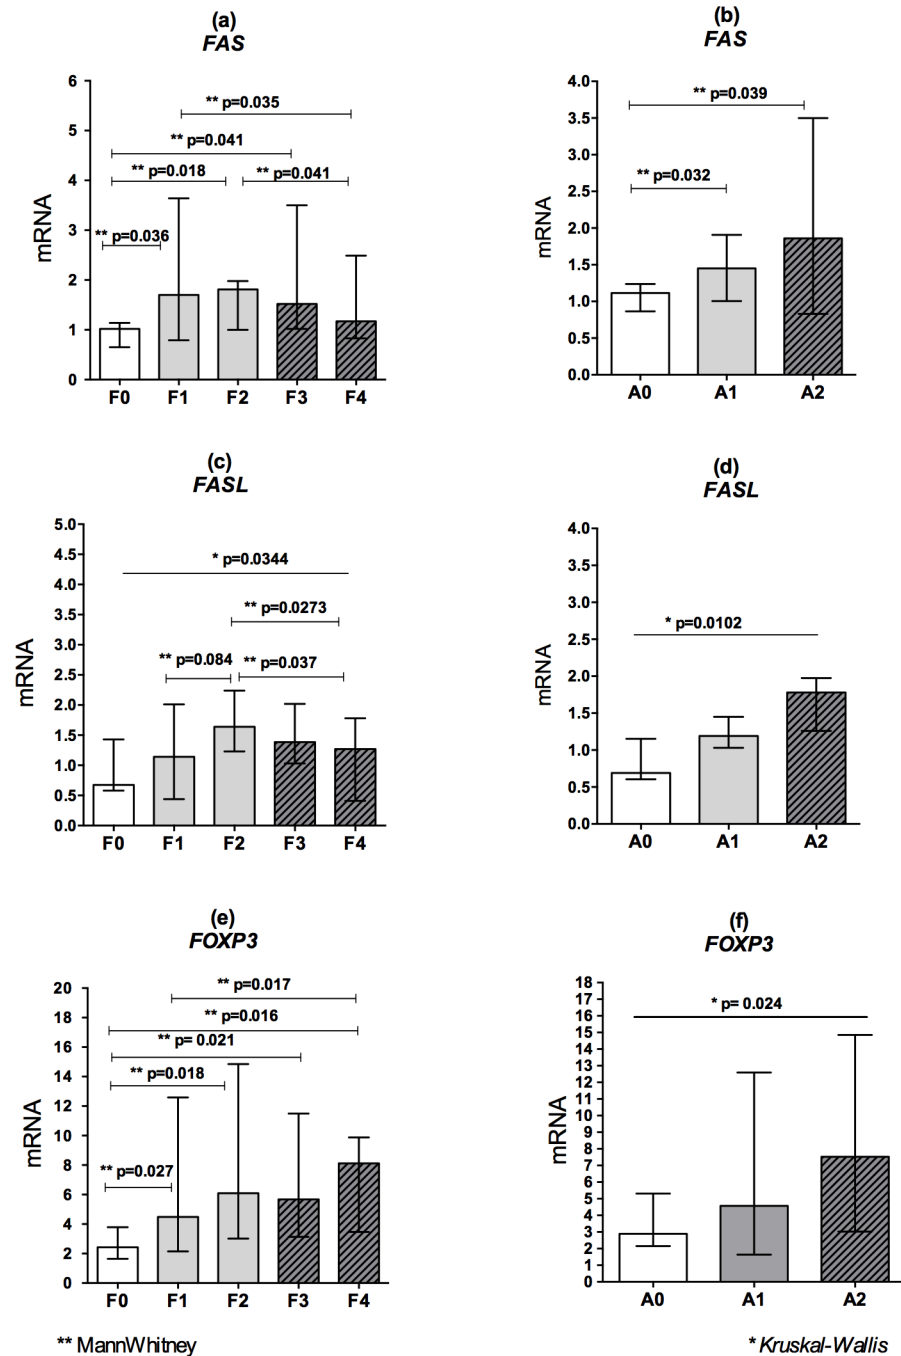 (a)
FAS
6
5
4
3
2
1
0
mRNA
** p=0.035
** p=0.041
** p=0.018
** p=0.041
** p=0.036
F0 F1 F2 F3 F4
(b)
FAS
4.0
3.5
3.0
2.5
2.0
1.5
1.0
0.5
0.0
mRNA
** p=0.039
** p=0.032
A0 A1 A2
(c)
FASL
5.0
4.5
4.0
3.5
3.0
2.5
2.0
1.5
1.0
0.5
0.0
mRNA
* p=0.0344
** p=0.0273
** p=0.084
** p=0.037
F0 F1 F2 F3 F4
(d)
FASL
4.0
3.5
3.0
2.5
2.0
1.5
1.0
0.5
0.0
mRNA
* p=0.0102
A0 A1 A2
(e)
FOXP3
20
18
16
14
12
10
8
6
4
2
0
mRNA
** p=0.017
** p=0.016
** p= 0.021
** p=0.018
** p=0.027
F0 F1 F2 F3 F4
(f)
FOXP3
18
17
16
15
14
13
12
11
10
9
8
7
6
5
4
3
2
1
0
mRNA
* p= 0.024
A0 A1 A2
** MannWhitney
* Kruskal-Wallis